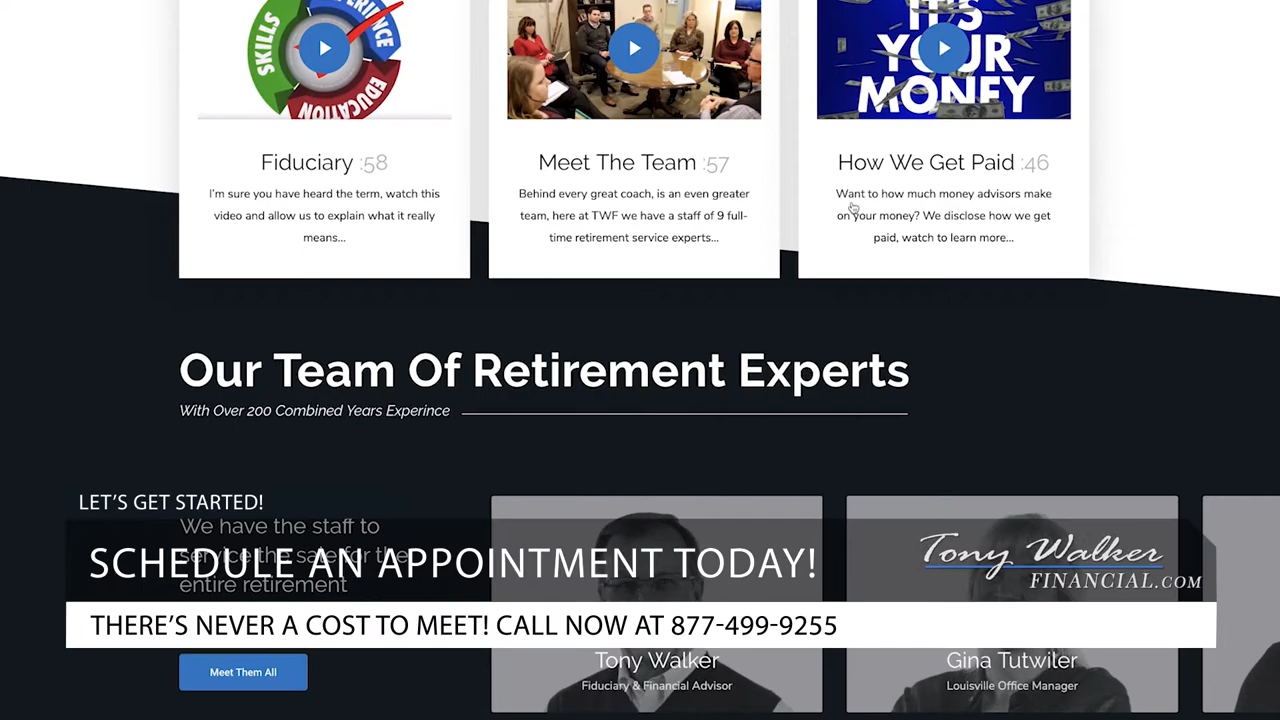 SKILLS
EXPERIENCE
EDUCATION
IT'S
YOUR
MONEY
Fiduciary :58
I'm sure you have heard the term, watch this
video and allow us to explain what it really
means...
Meet The Team :57
Behind every great coach, is an even greater
team, here at TWF we have a staff of 9 full-
time retirement service experts...
How We Get Paid :46
Want to how much money advisors make
on your money? We disclose how we get
paid, watch to learn more...
Our Team Of Retirement Experts
With Over 200 Combined Years Experince
LET'S GET STARTED!
We have the staff to
service the sale for the
entire retirement
SCHEDULE AN APPOINTMENT TODAY!
Tony Walker
FINANCIAL.COM
THERE'S NEVER A COST TO MEET! CALL NOW AT 877-499-9255
Meet Them All
Tony Walker
Fiduciary & Financial Advisor
Gina Tutwiler
Louisville Office Manager